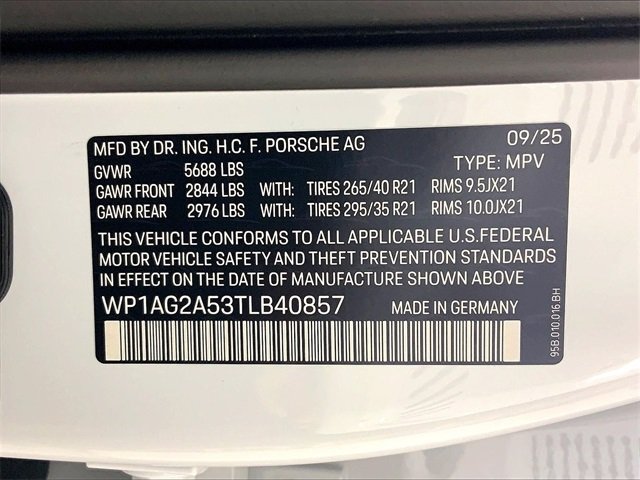 MFD BY DR. ING. H.C. F. PORSCHE AG 09/25
GVWR 5688 LBS TYPE: MPV
GAWR FRONT 2844 LBS WITH: TIRES 265/40 R21 RIMS 9.5JX21
GAWR REAR 2976 LBS WITH: TIRES 295/35 R21 RIMS 10.0JX21
THIS VEHICLE CONFORMS TO ALL APPLICABLE U.S.FEDERAL
MOTOR VEHICLE SAFETY AND THEFT PREVENTION STANDARDS
IN EFFECT ON THE DATE OF MANUFACTURE SHOWN ABOVE
WP1AG2A53TLB40857 MADE IN GERMANY
95B.010.016.BH